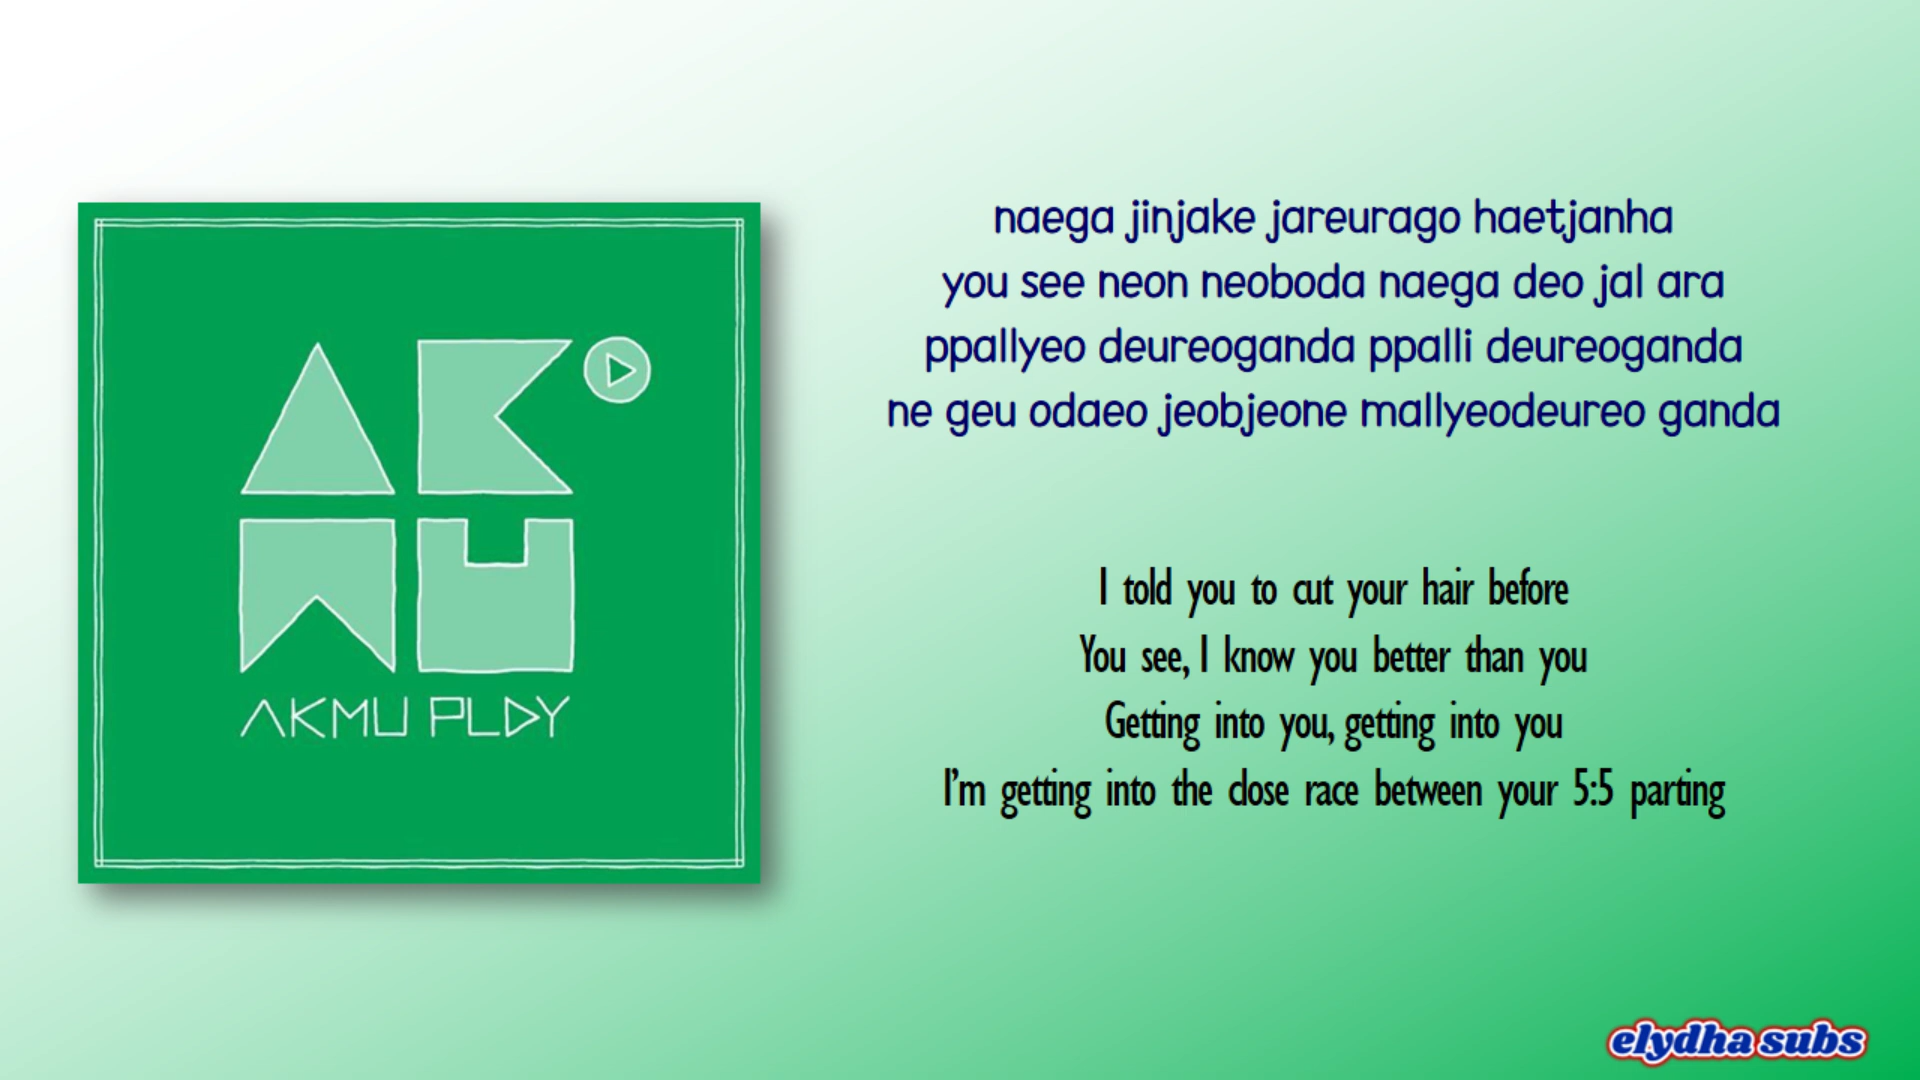 AKMU
AKMU PLAY
naega jinjake jareurago haetjanha
you see neon neoboda naega deo jal ara
ppallyeo deureoganda ppalli deureoganda
ne geu odaeo jeobjeone mallyeodeureo ganda
I told you to cut your hair before
You see, I know you better than you
Getting into you, getting into you
I'm getting into the close race between your 5:5 parting
elydha subs